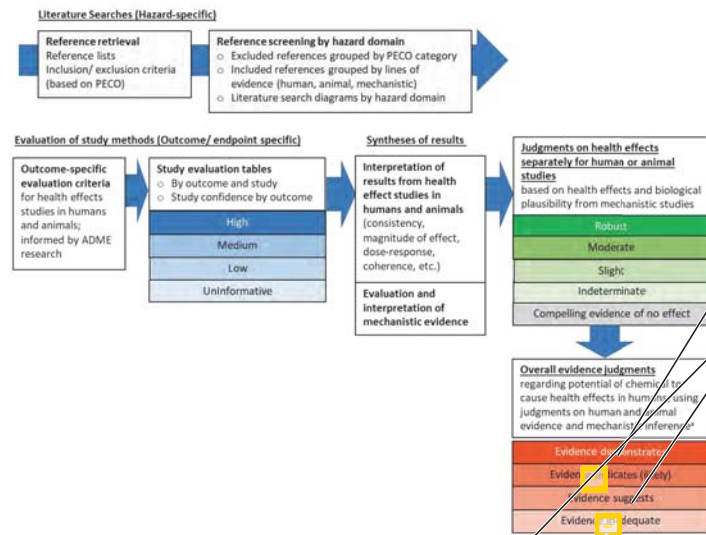 Literature Searches (Hazard-specific)
Reference retrieval
Reference lists
Inclusion/ exclusion criteria
(based on PECO)
Reference screening by hazard domain
o Excluded references grouped by PECO category
o Included references grouped by lines of
evidence (human, animal, mechanistic)
o Literature search diagrams by hazard domain
Evaluation of study methods (Outcome/ endpoint specific)
Outcome-specific
evaluation criteria
for health effects
studies in humans
and animals;
informed by ADME
research
Study evaluation tables
o By outcome and study
o Study confidence by outcome
High
Medium
Low
Uninformative
Syntheses of results
Interpretation of
results from health
effect studies in
humans and animals
(consistency,
magnitude of effect,
dose-response,
coherence, etc.)
Evaluation and
interpretation of
mechanistic evidence
Judgments on health effects
separately for human or animal
studies
based on health effects and biological
plausibility from mechanistic studies
Robust
Moderate
Slight
Indeterminate
Compelling evidence of no effect
Overall evidence judgments
regarding potential of chemical to
cause health effects in humans, using
judgments on human and animal
evidence and mechanistic inference
Evidence demonstrates
(likely)
Evidence suggests